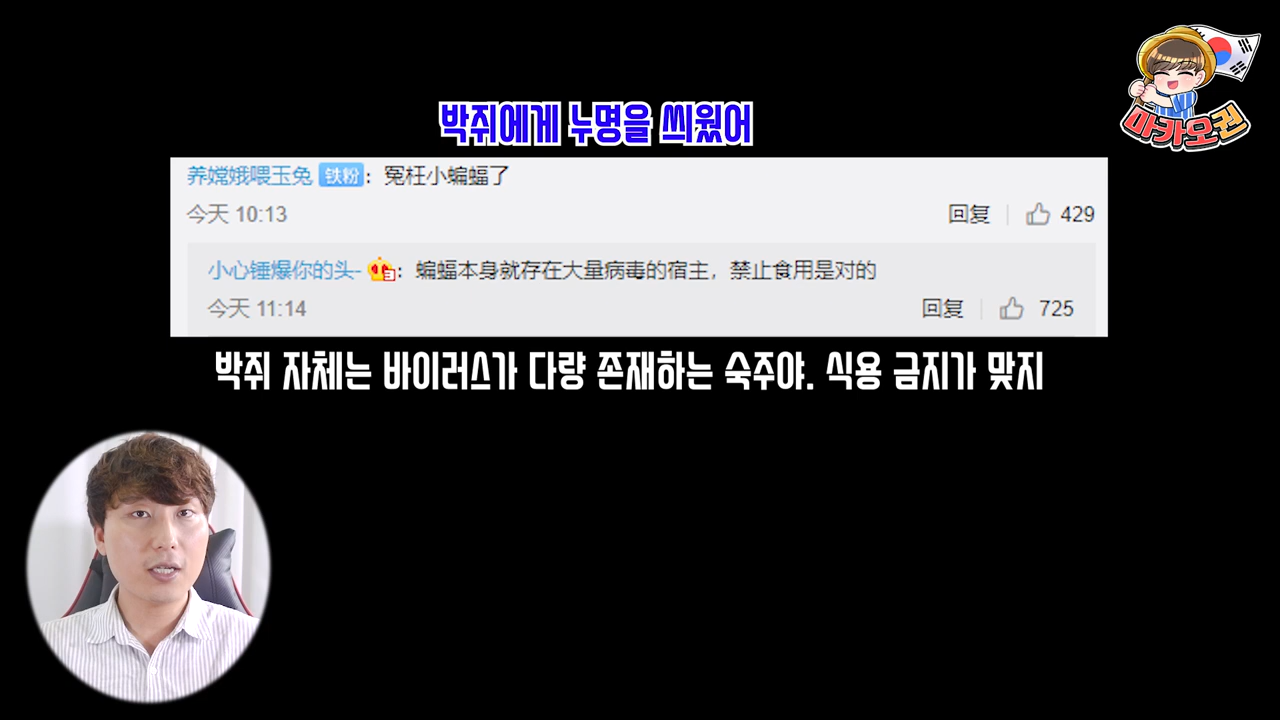 마카오권
박쥐에게 누명을 씌웠어
养嫦娥喂玉兔 铁粉: 冤枉小蝙蝠了
今天 10:13 回复 429
小心锤爆你的头-: 蝙蝠本身就存在大量病毒的宿主，禁止食用是对的
今天 11:14 回复 725
박쥐 자체는 바이러스가 다량 존재하는 숙주야. 식용 금지가 맞지